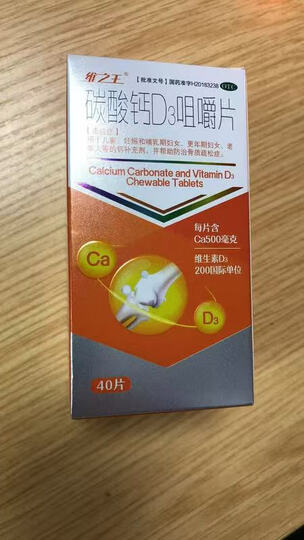 维之王
【批准文号】国药准字H20183238 OTC
碳酸钙D₃咀嚼片
【适应症】
用于儿童、妊娠和哺乳期妇女、更年期妇女、老
年人等的钙补充剂，并帮助防治骨质疏松症。
Calcium Carbonate and Vitamin D₃
Chewable Tablets
每片含
Ca500毫克
维生素D₃
200国际单位
Ca
D₃
40片